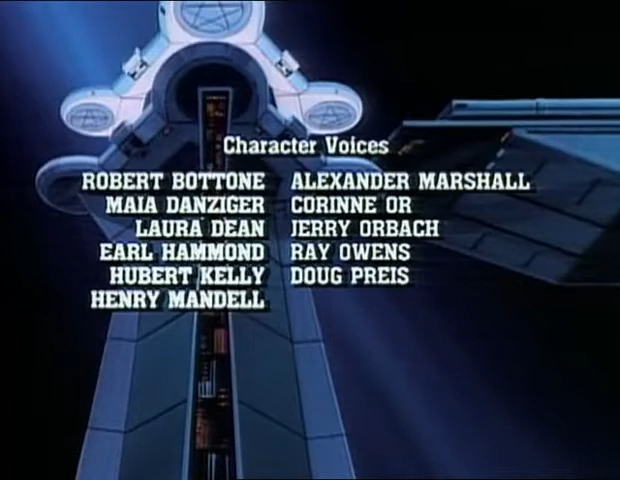 Character Voices
ROBERT BOTTONE
MAIA DANZIGER
LAURA DEAN
EARL HAMMOND
HUBERT KELLY
HENRY MANDELL
ALEXANDER MARSHALL
CORINNE OR
JERRY ORBACH
RAY OWENS
DOUG PREIS